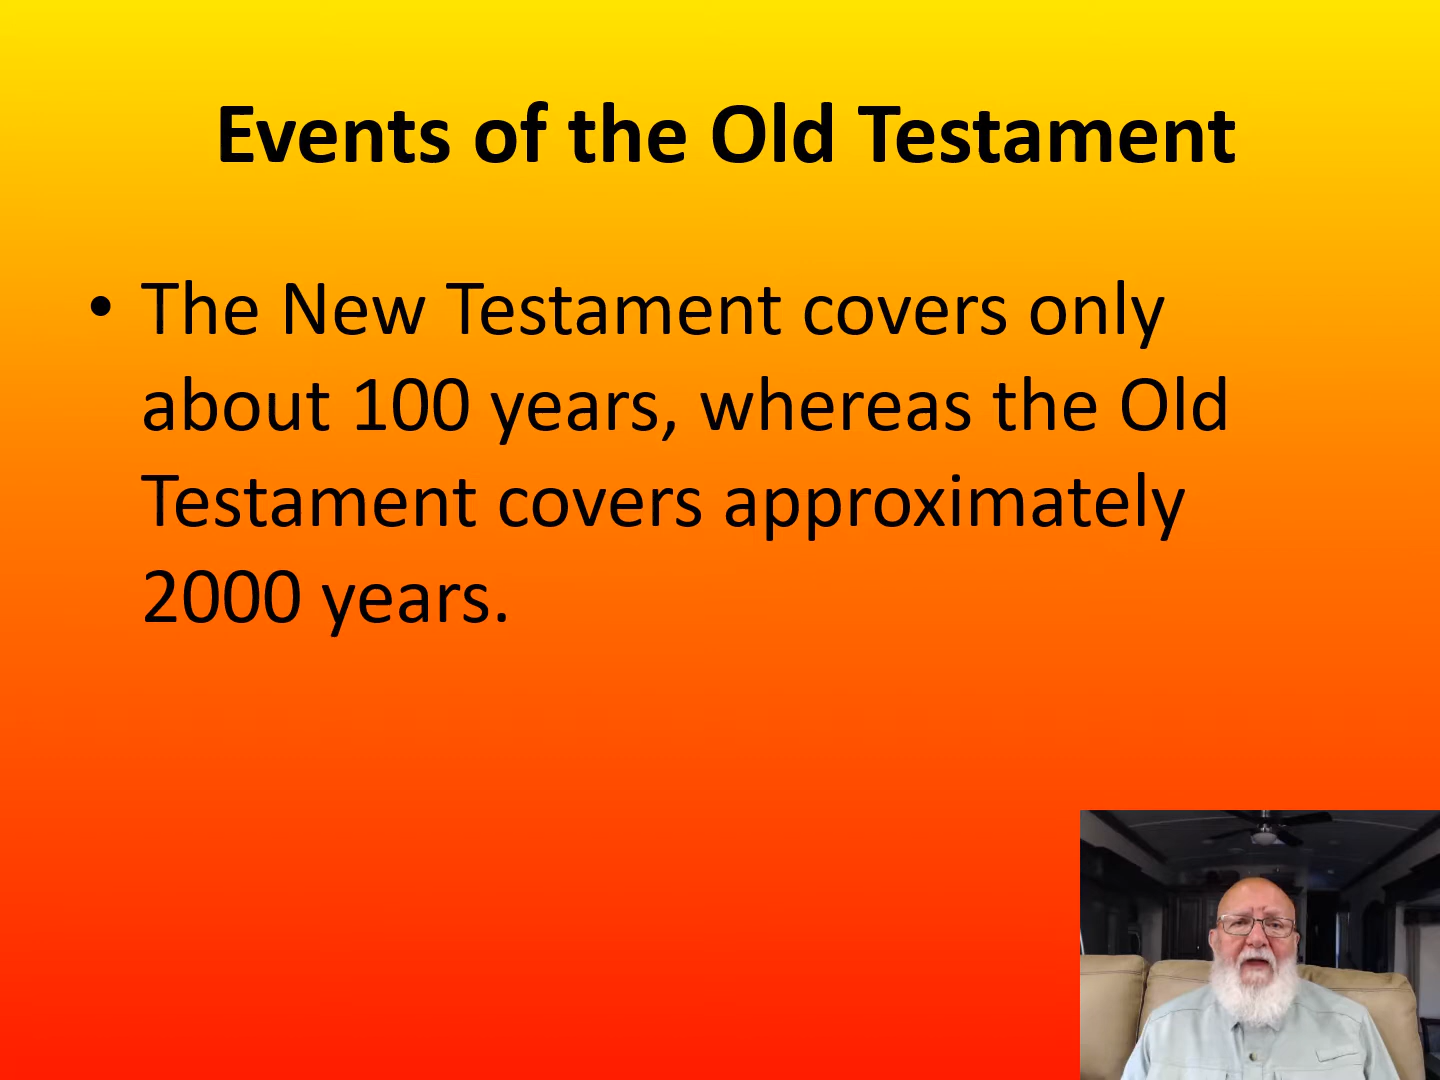 Events of the Old Testament
• The New Testament covers only
about 100 years, whereas the Old
Testament covers approximately
2000 years.